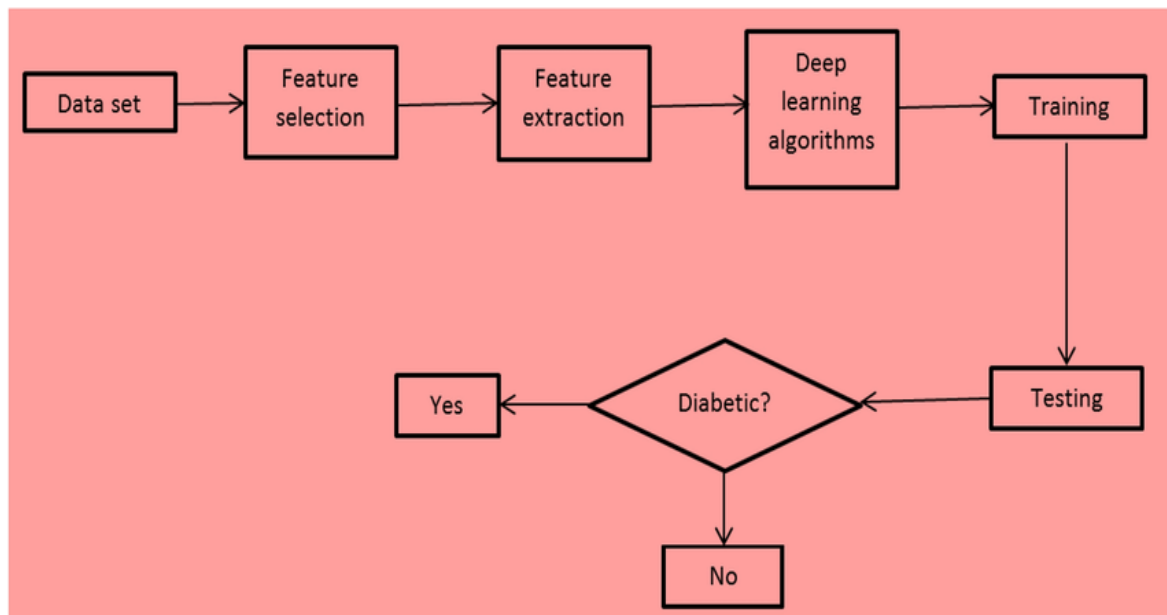 Data set
Feature
selection
Feature
extraction
Deep
learning
algorithms
Training
Testing
Diabetic?
Yes
No